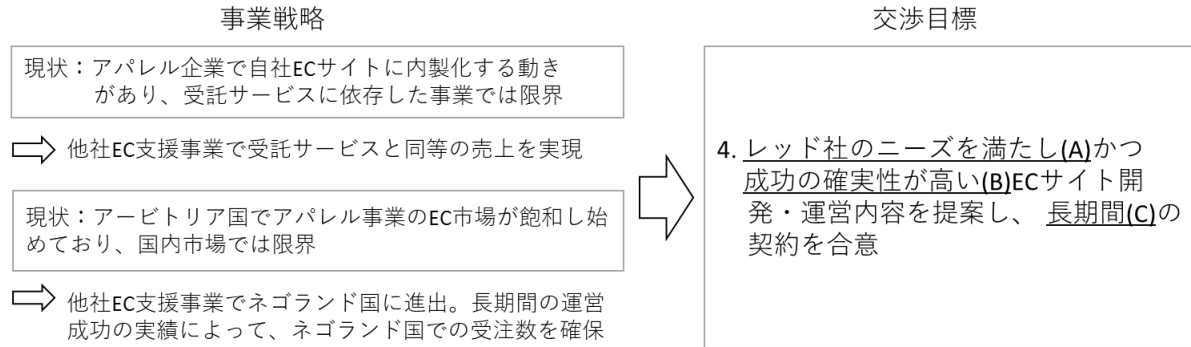 事業戦略
現状：アパレル企業で自社ECサイトに内製化する動き
があり、受託サービスに依存した事業では限界
他社EC支援事業で受託サービスと同等の売上を実現
現状：アービトリア国でアパレル事業のEC市場が飽和し始
めており、国内市場では限界
他社EC支援事業でネゴランド国に進出。長期間の運営
成功の実績によって、ネゴランド国での受注数を確保
交渉目標
4. レッド社のニーズを満たし(A)かつ
成功の確実性が高い(B)ECサイト開
発・運営内容を提案し、 長期間(C)の
契約を合意